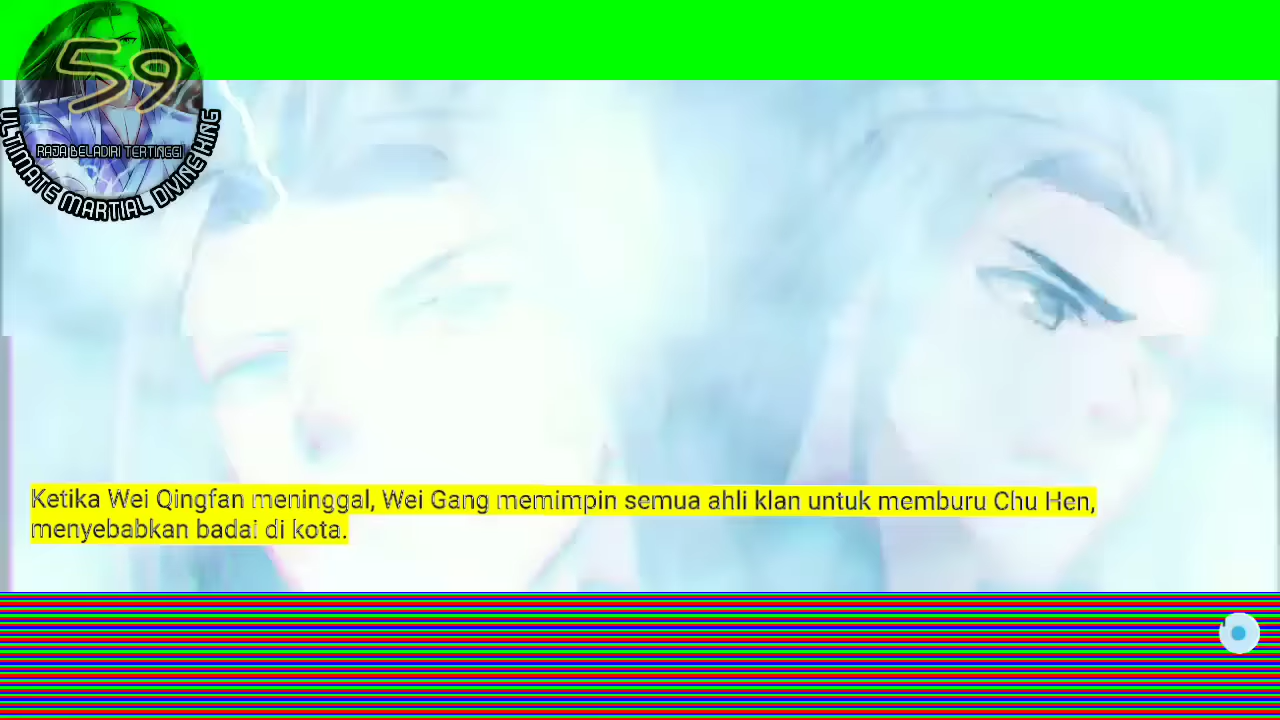 59
RAJA BELADIRI TERTINGGI
ULTIMATE MARTIAL DIVINE KING
Ketika Wei Qingfan meninggal, Wei Gang memimpin semua ahli klan untuk memburu Chu Hen,
menyebabkan badai di kota.